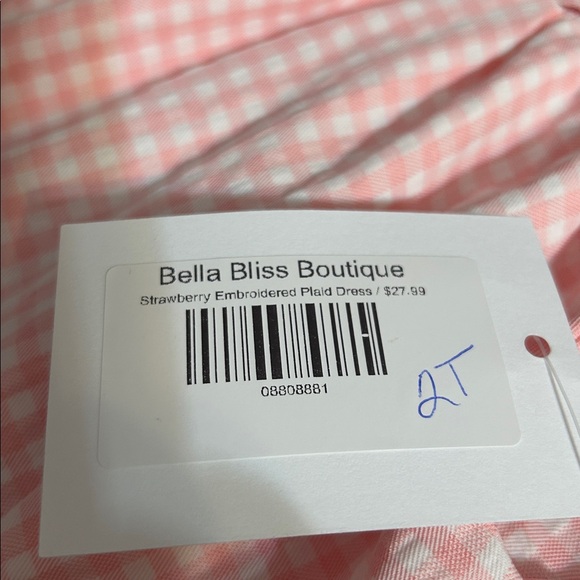 Bella Bliss Boutique
Strawberry Embroidered Plaid Dress / $27.99
08808881
2T